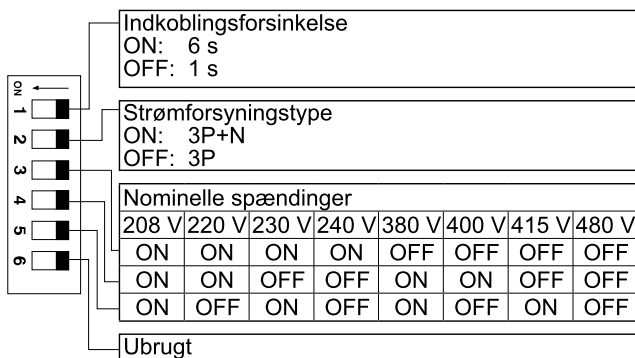 Indkoblingsforsinkelse
ON: 6 s
OFF: 1 s
ON
1
2
3
4
5
6
Strømforsyningstype
ON: 3P+N
OFF: 3P
Nominelle spændinger
208 V 220 V 230 V 240 V 380 V 400 V 415 V 480 V
ON ON ON ON OFF OFF OFF OFF
ON ON OFF OFF ON ON OFF OFF
ON OFF ON OFF ON OFF ON OFF
Ubrugt